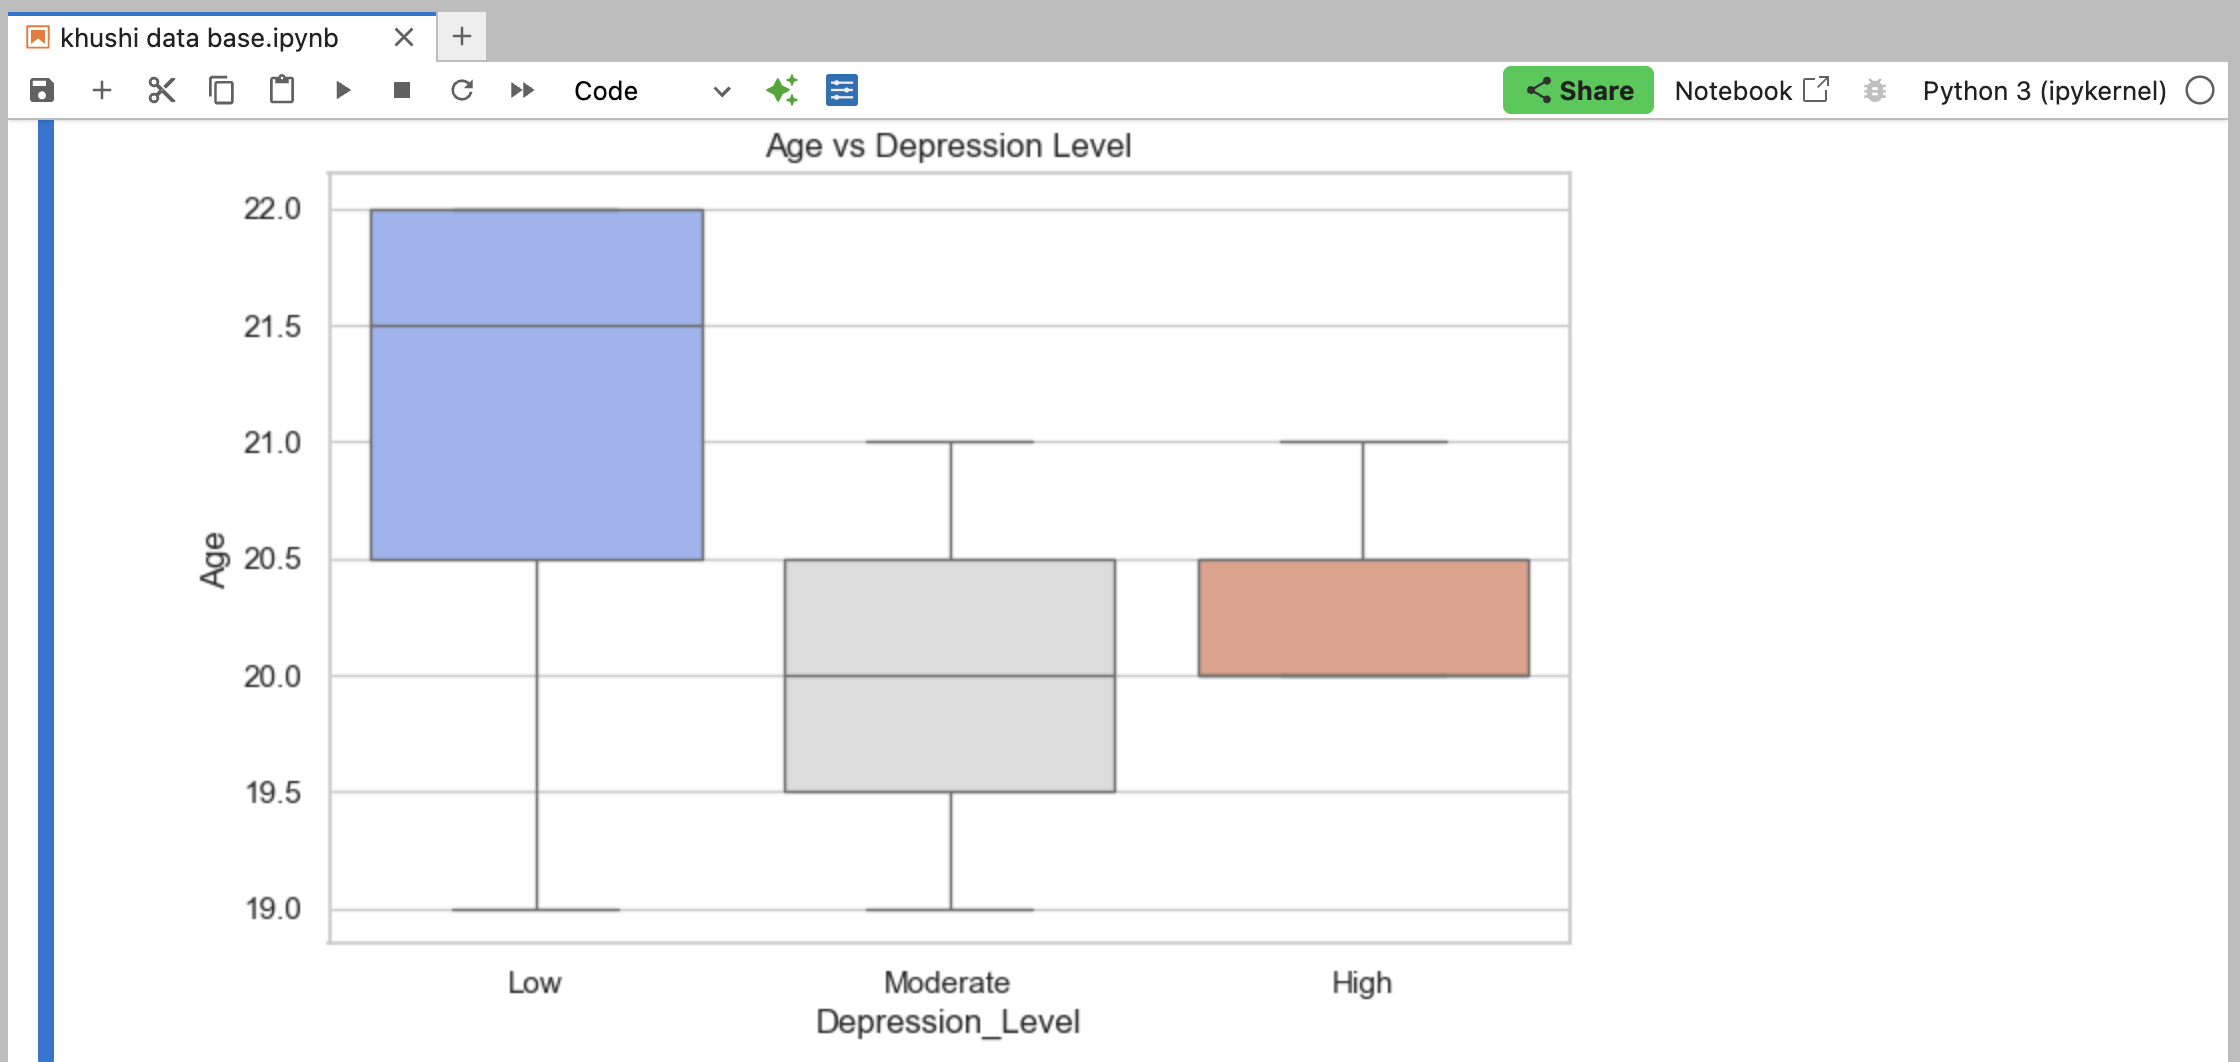 khushi data base.ipynb
Code
Share
Notebook
Python 3 (ipykernel)
Age vs Depression Level
22.0
21.5
21.0
20.5
20.0
19.5
19.0
Age
Low
Moderate
High
Depression_Level